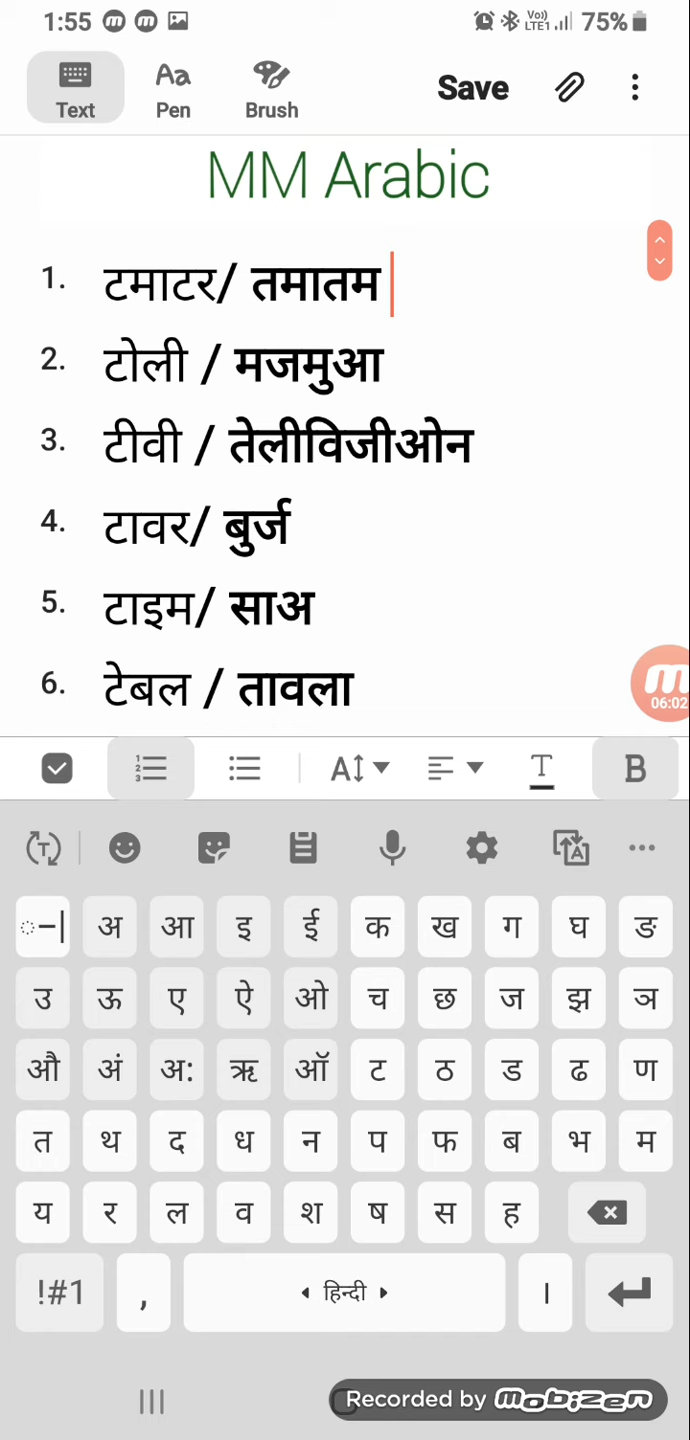 1:55 75%
Text Pen Brush Save
MM Arabic
1. टमाटर/ तमातम
2. टोली / मजमुआ
3. टीवी / तेलीविजीओन
4. टावर/ बुर्ज
5. टाइम/ साअ
6. टेबल / तावला
06:02
अ आ इ ई क ख ग घ ङ
उ ऊ ए ऐ ओ च छ ज झ ञ
औ अं अः ऋ ऑ ट ठ ड ढ ण
त थ द ध न प फ ब भ म
य र ल व श ष स ह
!#1 , हिन्दी ।
Recorded by mobizen